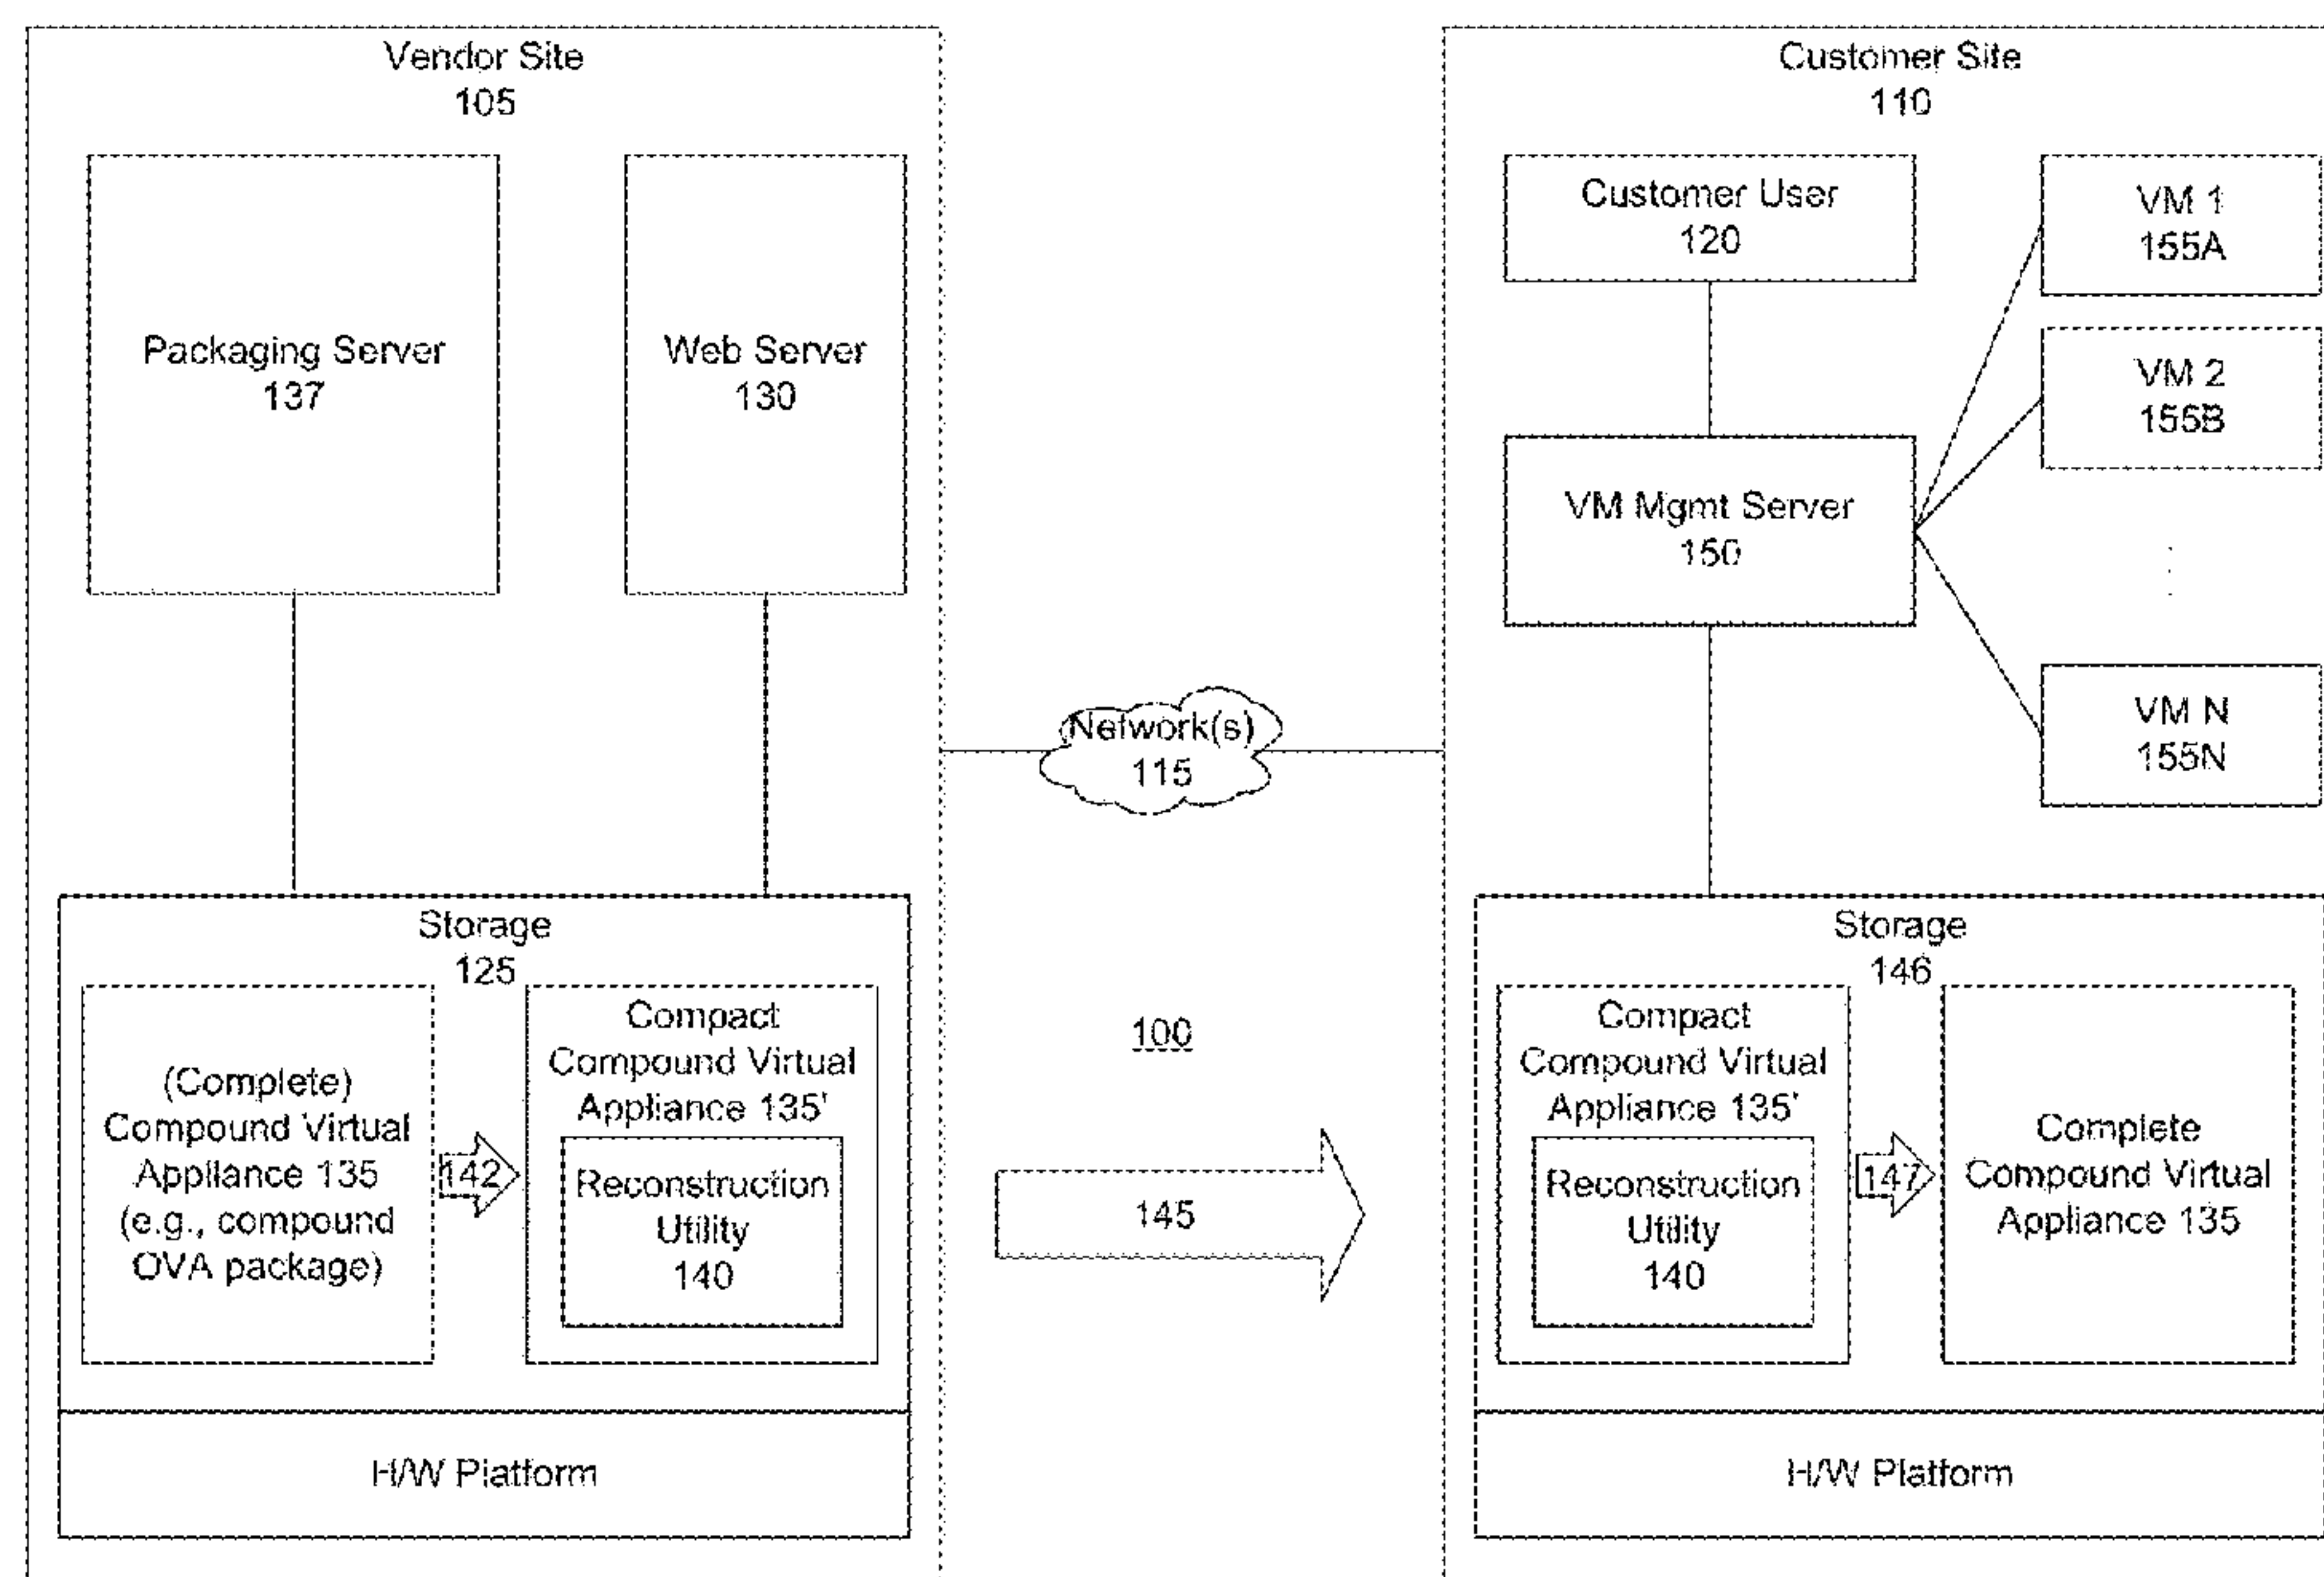 Vendor Site
105
Packaging Server
137
Web Server
130
Storage
125
(Complete)
Compound Virtual
Appliance 135
(e.g., compound
OVA package)
142
Compact
Compound Virtual
Appliance 135'
Reconstruction
Utility
140
H/W Platform
Network(s)
115
100
145
Customer Site
110
Customer User
120
VM Mgmt Server
150
VM 1
155A
VM 2
155B
VM N
155N
Storage
146
Compact
Compound Virtual
Appliance 135'
Reconstruction
Utility
140
147
Complete
Compound Virtual
Appliance 135
H/W Platform